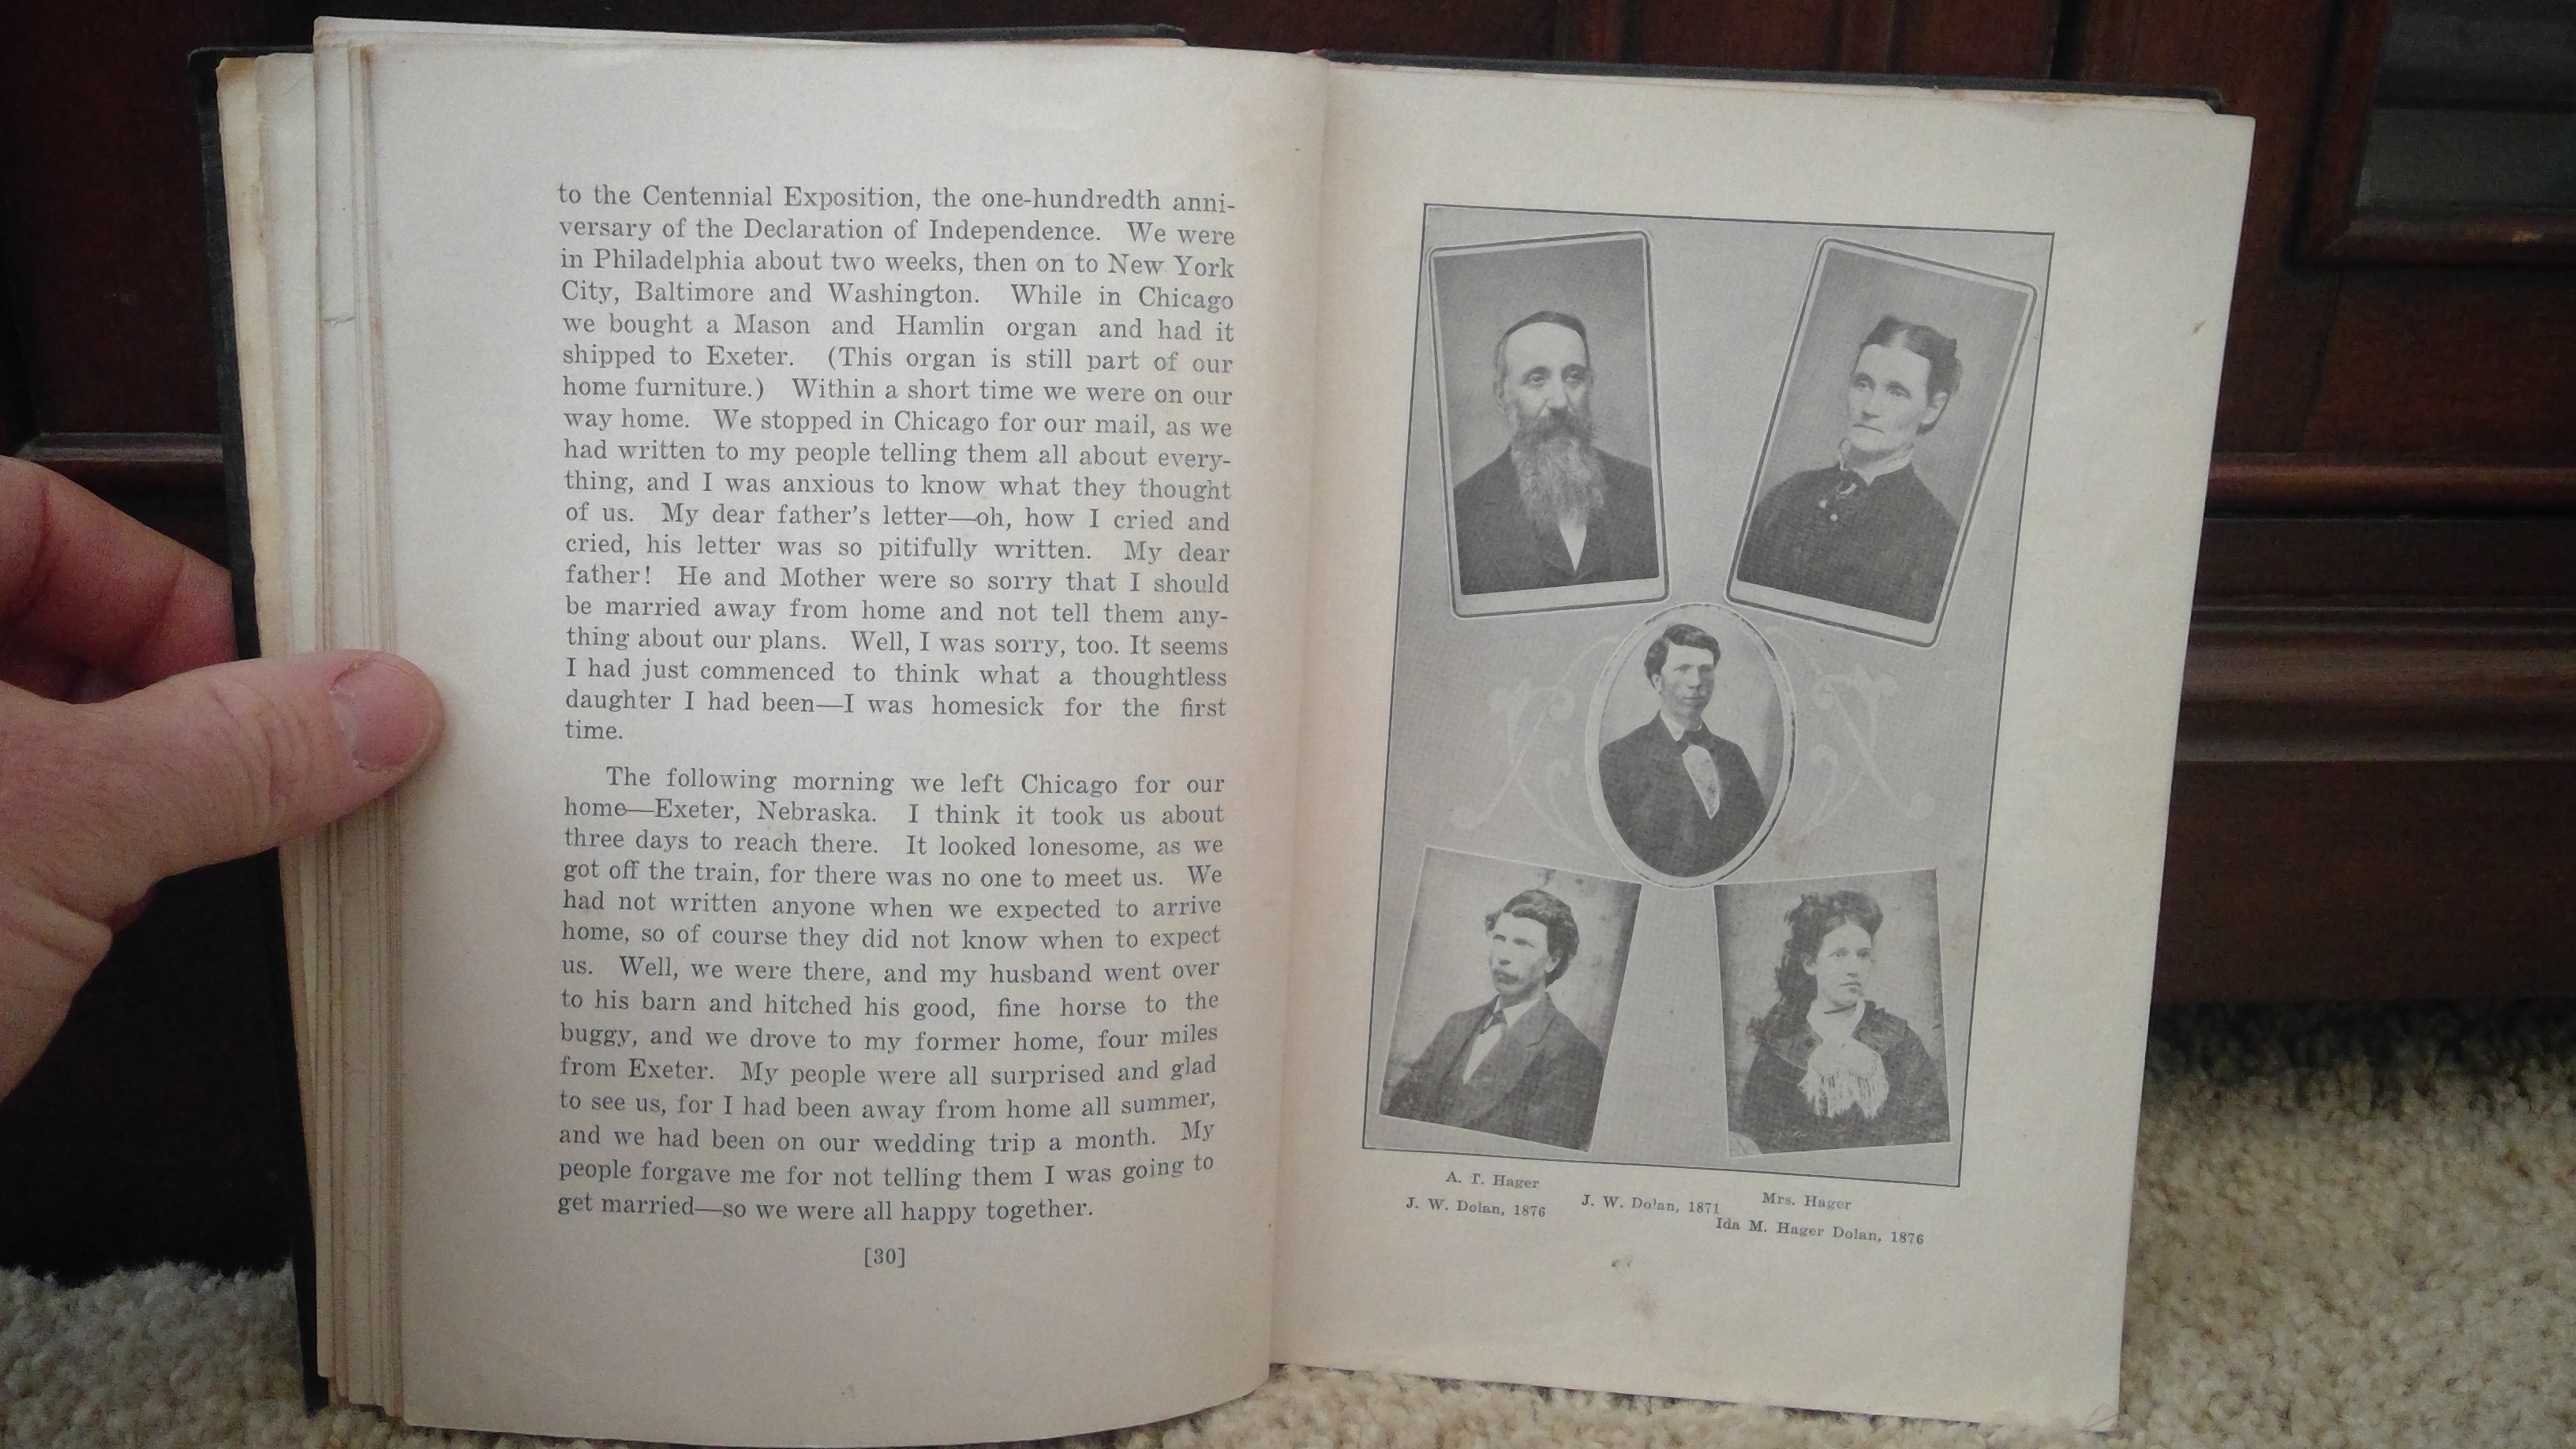 to the Centennial Exposition, the one-hundredth anni-
versary of the Declaration of Independence. We were
in Philadelphia about two weeks, then on to New York
City, Baltimore and Washington. While in Chicago
we bought a Mason and Hamlin organ and had it
shipped to Exeter. (This organ is still part of our
home furniture.) Within a short time we were on our
way home. We stopped in Chicago for our mail, as we
had written to my people telling them all about every-
thing, and I was anxious to know what they thought
of us. My dear father's letter—oh, how I cried and
cried, his letter was so pitifully written. My dear
father! He and Mother were so sorry that I should
be married away from home and not tell them any-
thing about our plans. Well, I was sorry, too. It seems
I had just commenced to think what a thoughtless
daughter I had been—I was homesick for the first
time.
The following morning we left Chicago for our
home—Exeter, Nebraska. I think it took us about
three days to reach there. It looked lonesome, as we
got off the train, for there was no one to meet us. We
had not written anyone when we expected to arrive
home, so of course they did not know when to expect
us. Well, we were there, and my husband went over
to his barn and hitched his good, fine horse to the
buggy, and we drove to my former home, four miles
from Exeter. My people were all surprised and glad
to see us, for I had been away from home all summer,
and we had been on our wedding trip a month. My
people forgave me for not telling them I was going to
get married—so we were all happy together.
[30]
A. T. Hager
J. W. Dolan, 1871
Mrs. Hager
J. W. Dolan, 1876
Ida M. Hager Dolan, 1876